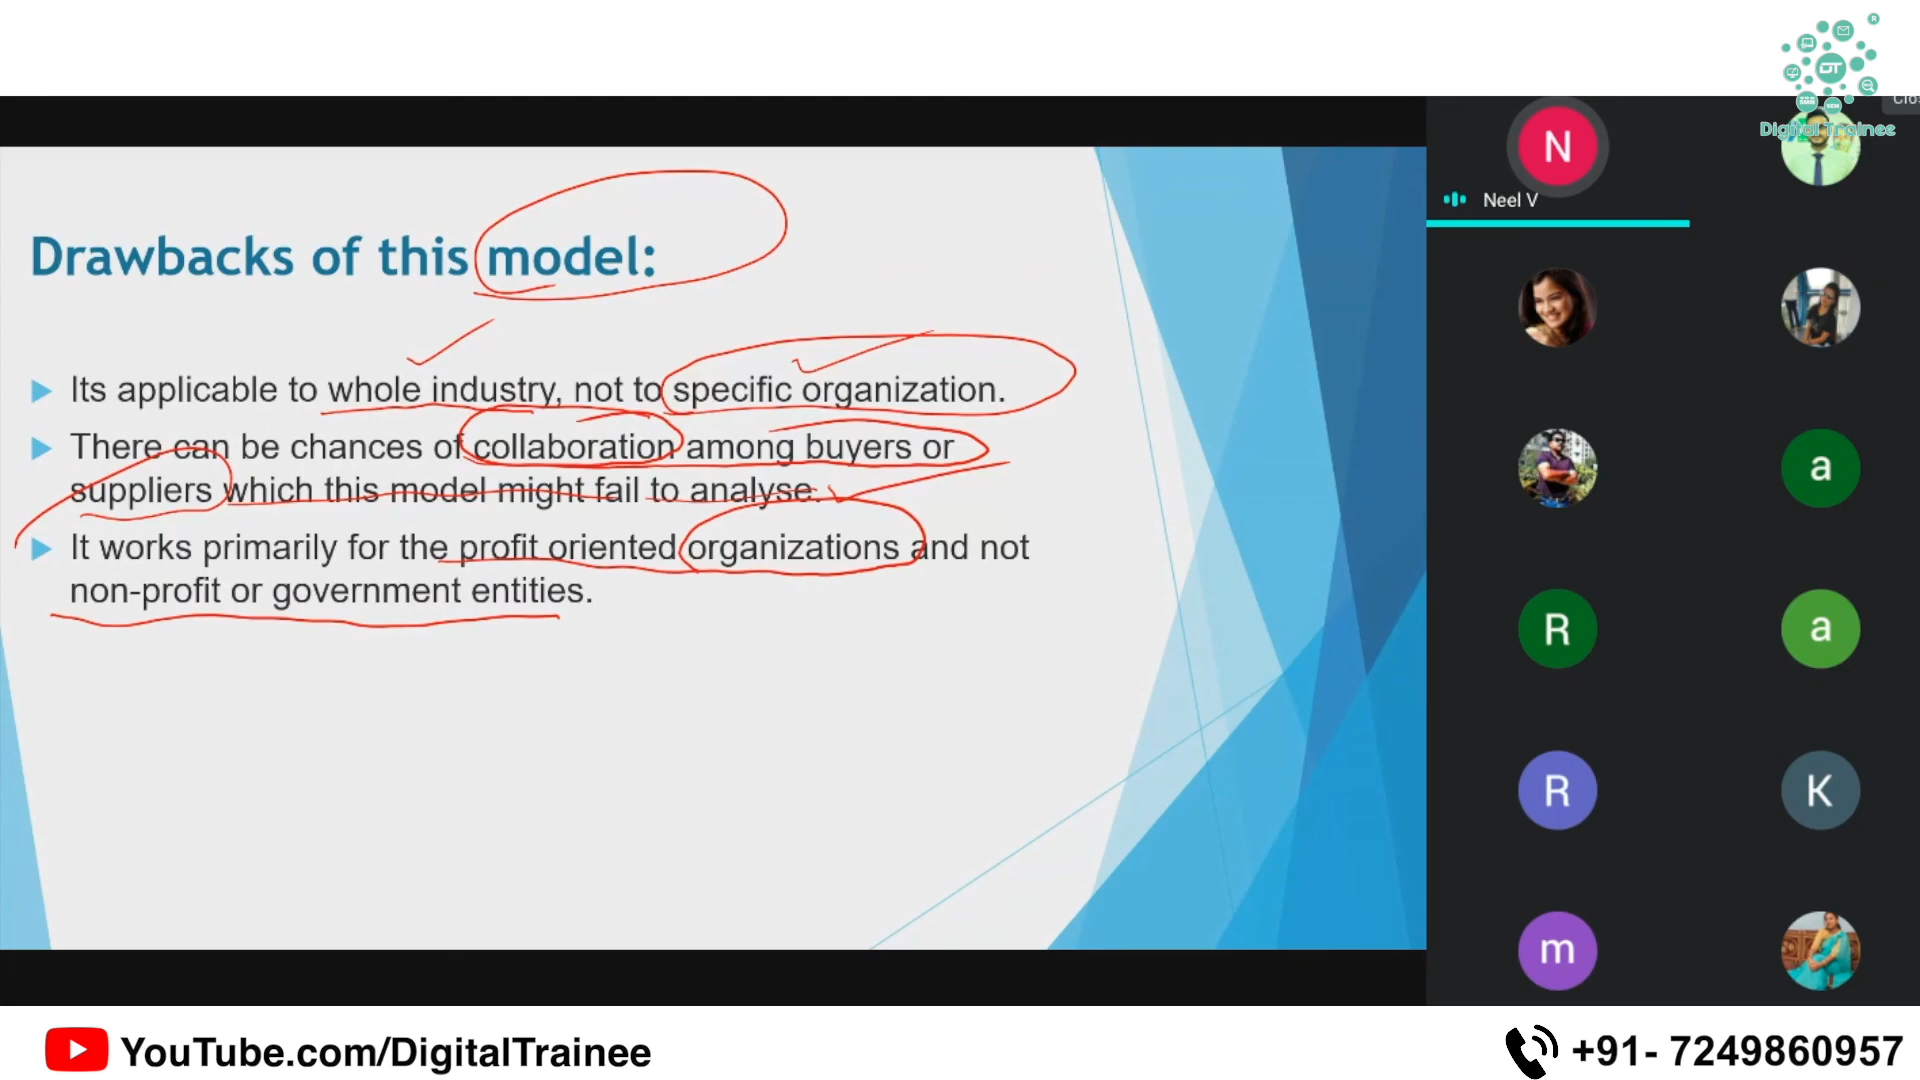 Digital Trainee
DT
Clos
N
Neel V
Drawbacks of this model:
Its applicable to whole industry, not to specific organization.
There can be chances of collaboration among buyers or
suppliers which this model might fail to analyse.
It works primarily for the profit oriented organizations and not
non-profit or government entities.
a
R
a
R
K
m
YouTube.com/DigitalTrainee
+91- 7249860957